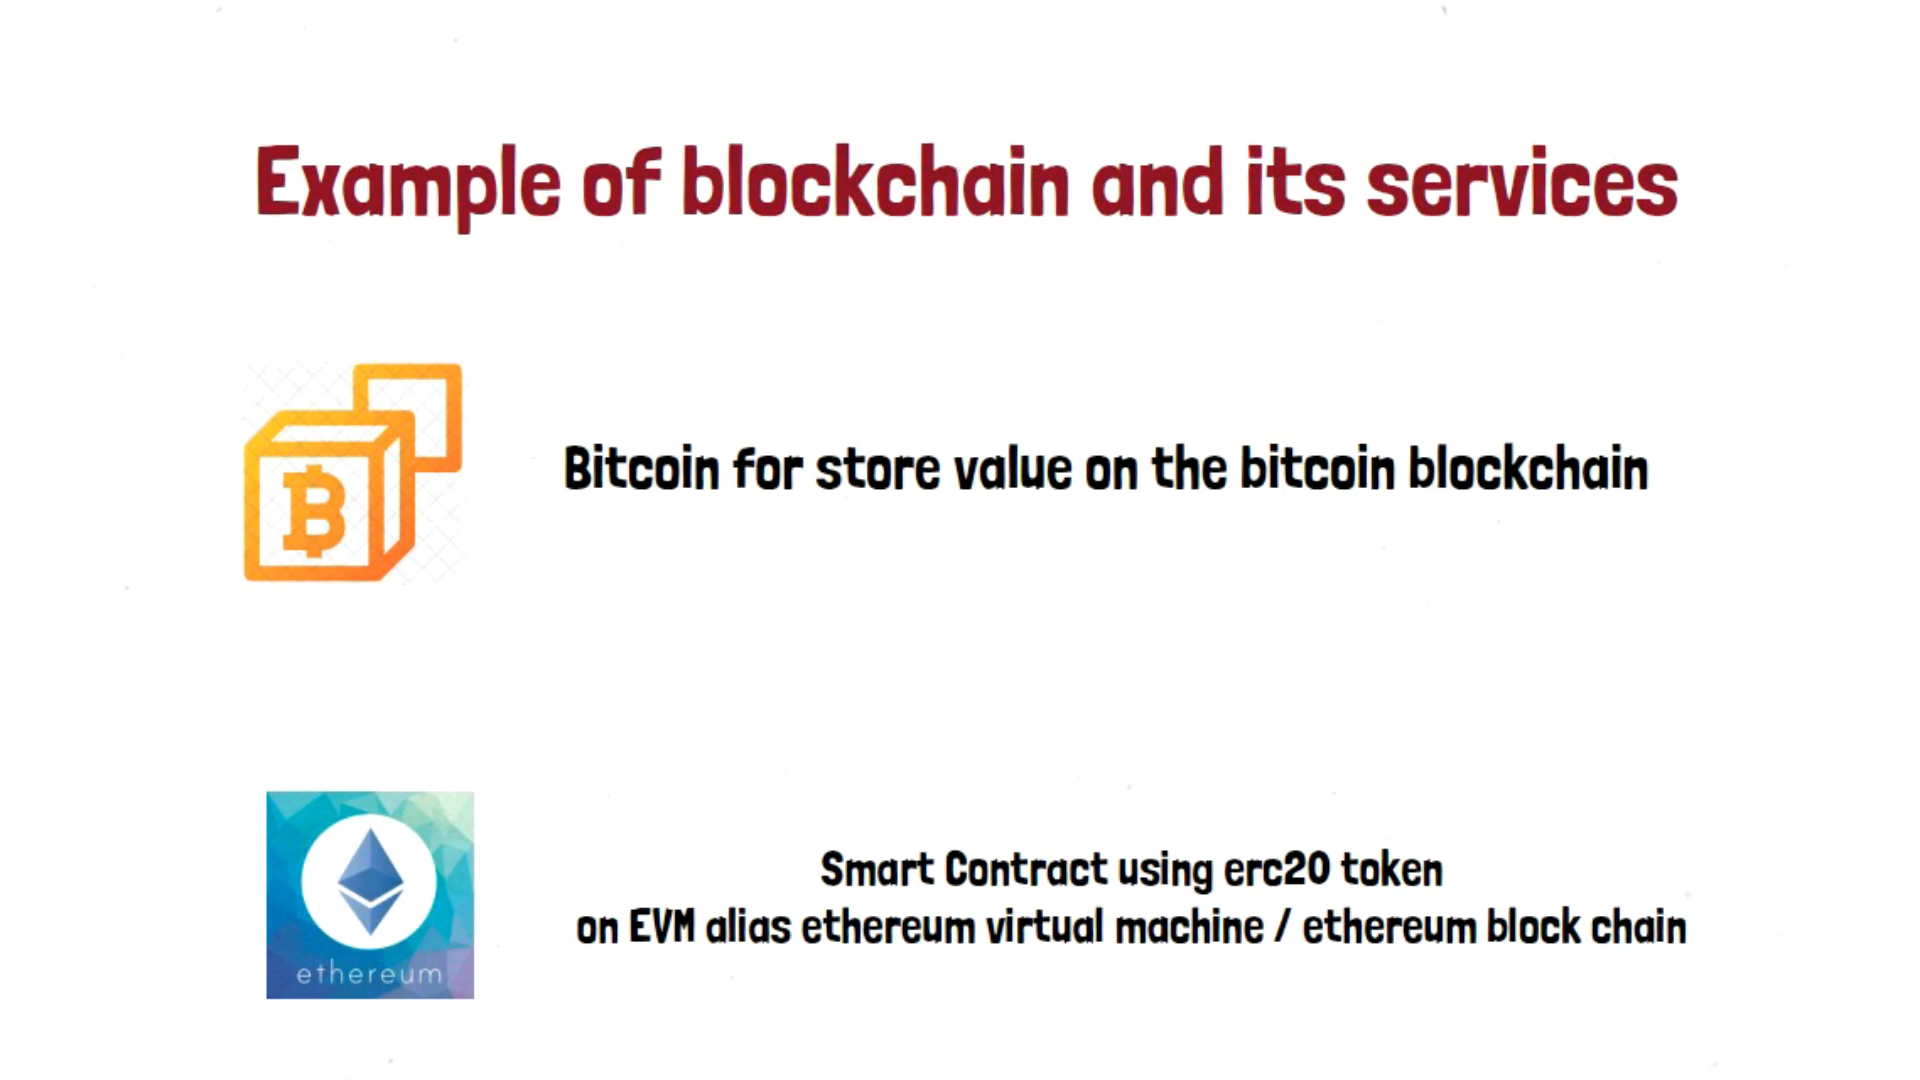 Example of blockchain and its services
Bitcoin for store value on the bitcoin blockchain
Smart Contract using erc20 token
on EVM alias ethereum virtual machine / ethereum block chain
ethereum